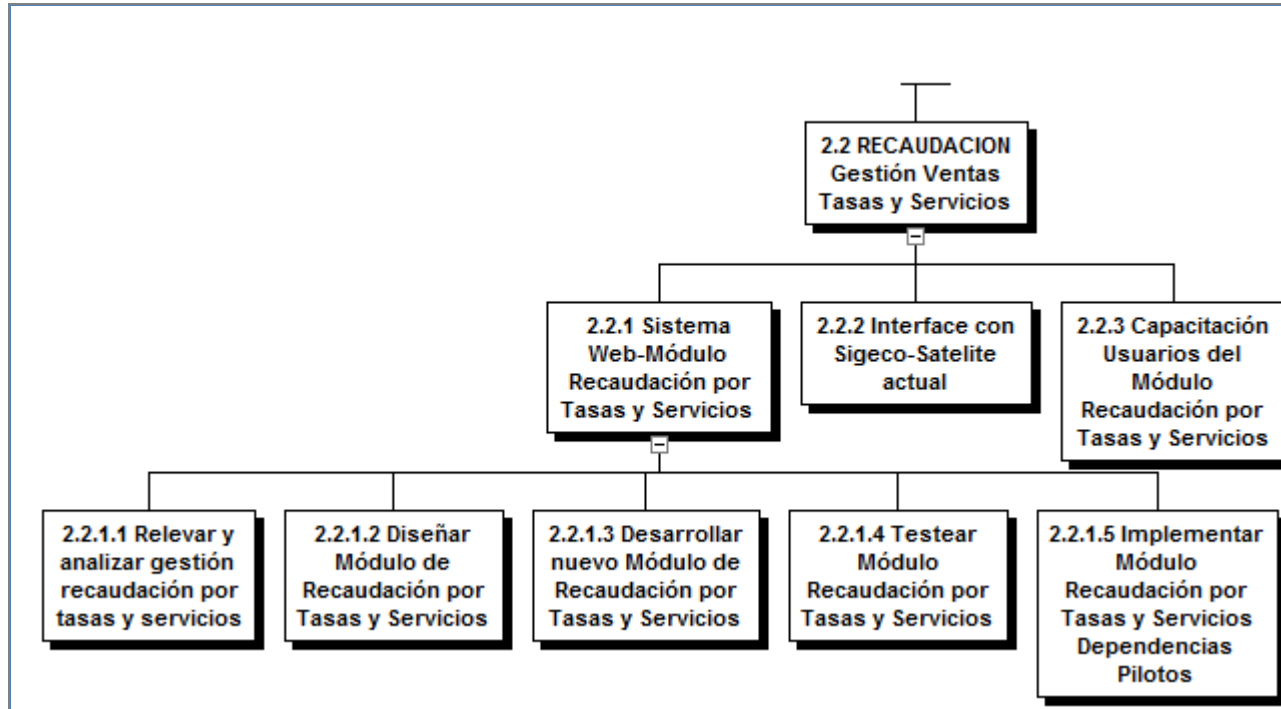 2.2 RECAUDACION
Gestión Ventas
Tasas y Servicios
2.2.1 Sistema
Web-Módulo
Recaudación por
Tasas y Servicios
2.2.2 Interface con
Sigeco-Satelite
actual
2.2.3 Capacitación
Usuarios del
Módulo
Recaudación por
Tasas y Servicios
2.2.1.1 Relevar y
analizar gestión
recaudación por
tasas y servicios
2.2.1.2 Diseñar
Módulo de
Recaudación por
Tasas y Servicios
2.2.1.3 Desarrollar
nuevo Módulo de
Recaudación por
Tasas y Servicios
2.2.1.4 Testear
Módulo
Recaudación por
Tasas y Servicios
2.2.1.5 Implementar
Módulo
Recaudación por
Tasas y Servicios
Dependencias
Pilotos